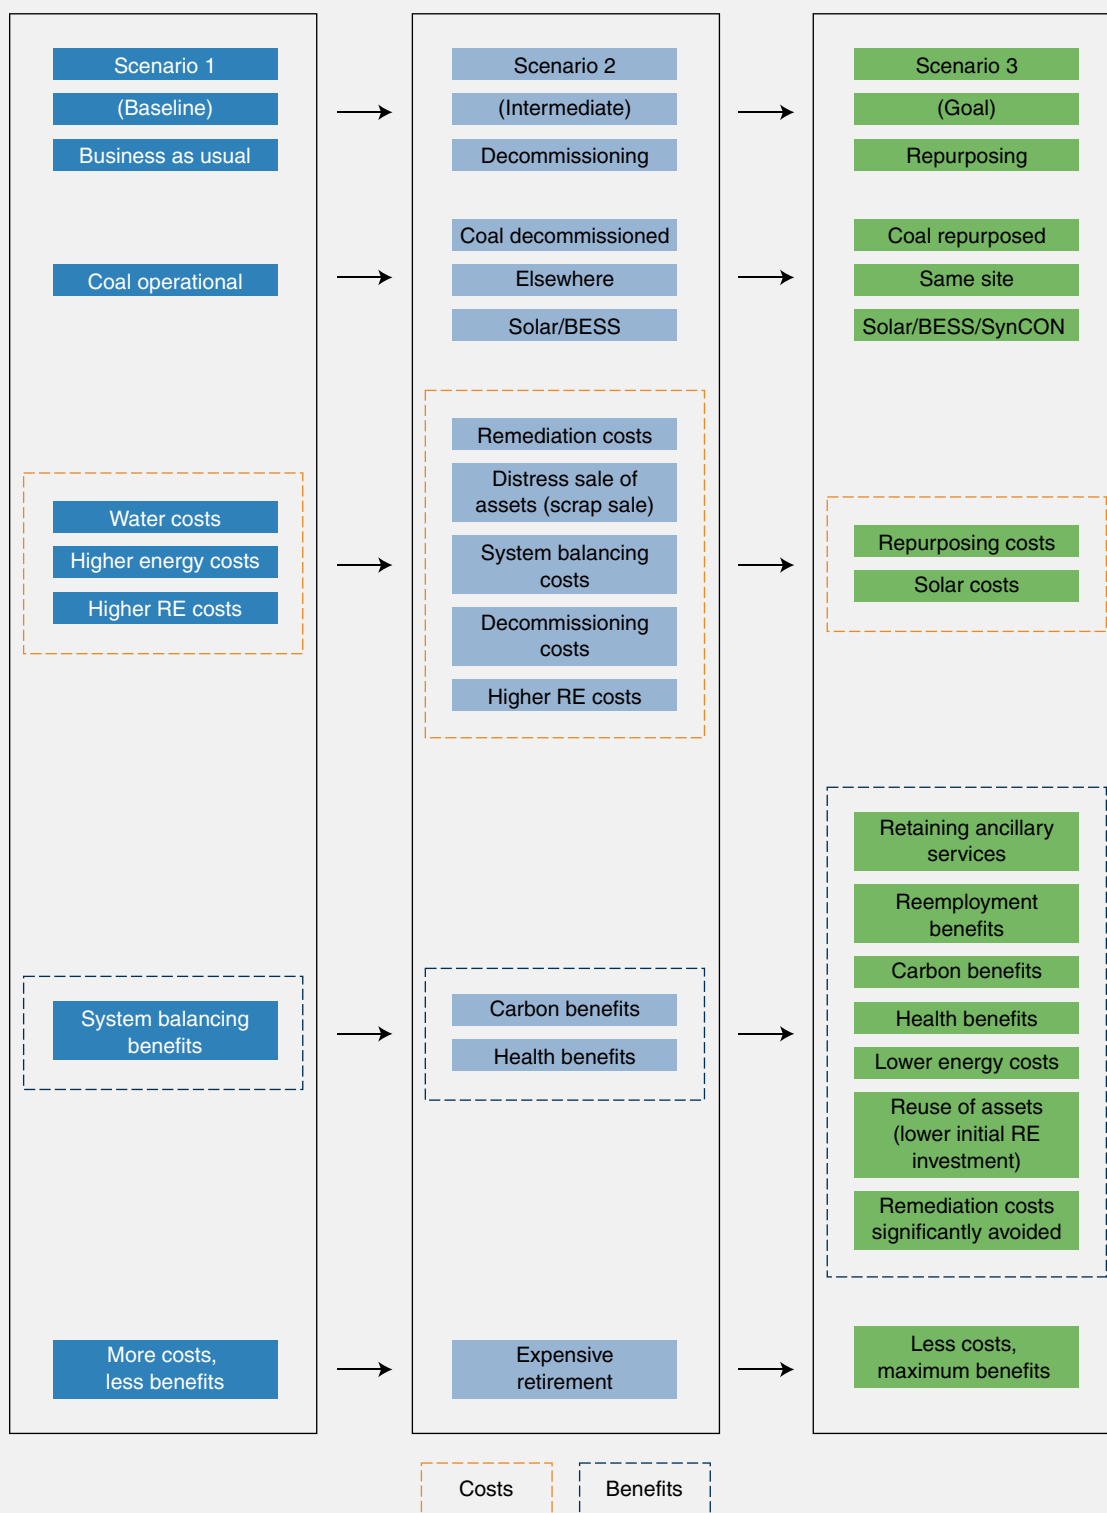 Scenario 1
(Baseline)
Business as usual
Coal operational
Water costs
Higher energy costs
Higher RE costs
System balancing
benefits
More costs,
less benefits
Scenario 2
(Intermediate)
Decommissioning
Coal decommissioned
Elsewhere
Solar/BESS
Remediation costs
Distress sale of
assets (scrap sale)
System balancing
costs
Decommissioning
costs
Higher RE costs
Carbon benefits
Health benefits
Expensive
retirement
Scenario 3
(Goal)
Repurposing
Coal repurposed
Same site
Solar/BESS/SynCON
Repurposing costs
Solar costs
Retaining ancillary
services
Reemployment
benefits
Carbon benefits
Health benefits
Lower energy costs
Reuse of assets
(lower initial RE
investment)
Remediation costs
significantly avoided
Less costs,
maximum benefits
Costs
Benefits